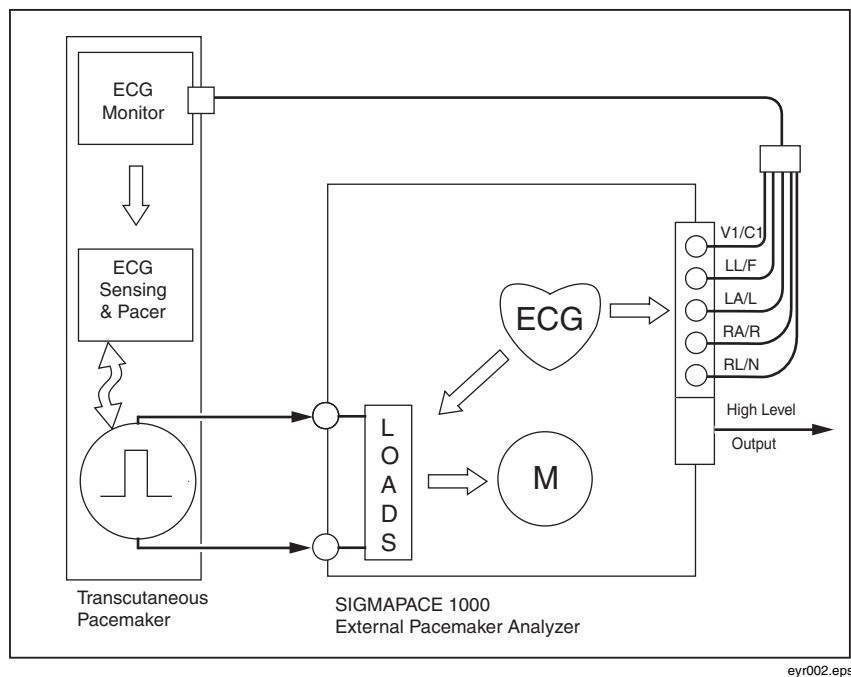 ECG
Monitor
ECG
Sensing
& Pacer
Transcutaneous
Pacemaker
ECG
L
O
A
D
S
M
V1/C1
LL/F
LA/L
RA/R
RL/N
High Level
Output
SIGMAPACE 1000
External Pacemaker Analyzer
eyr002.eps